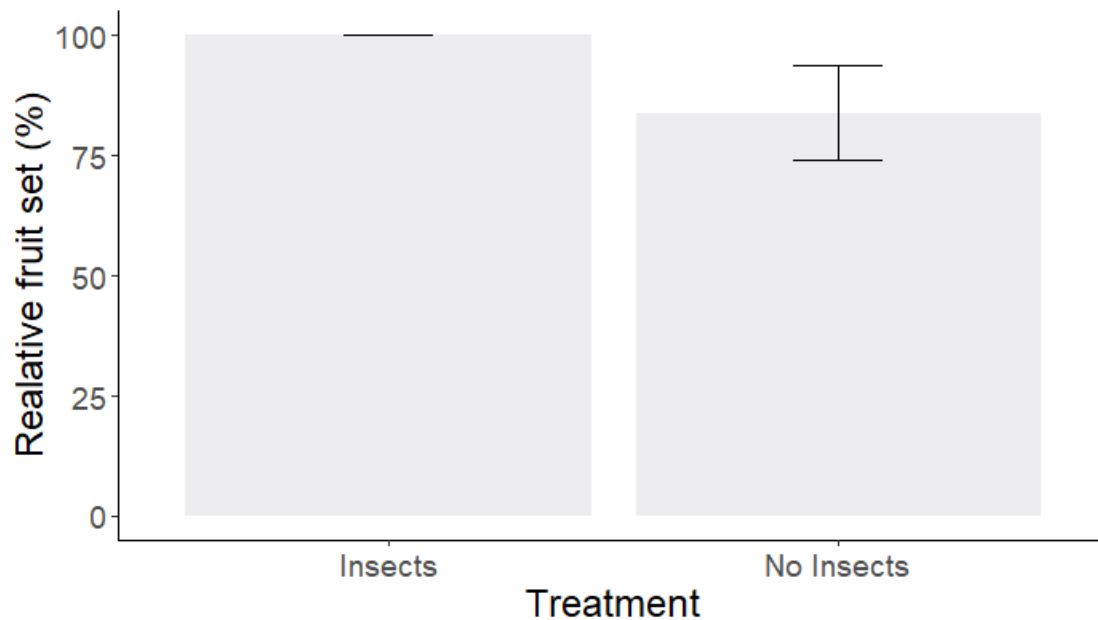 Realative fruit set (%)
100
75
50
25
0
Insects
No Insects
Treatment